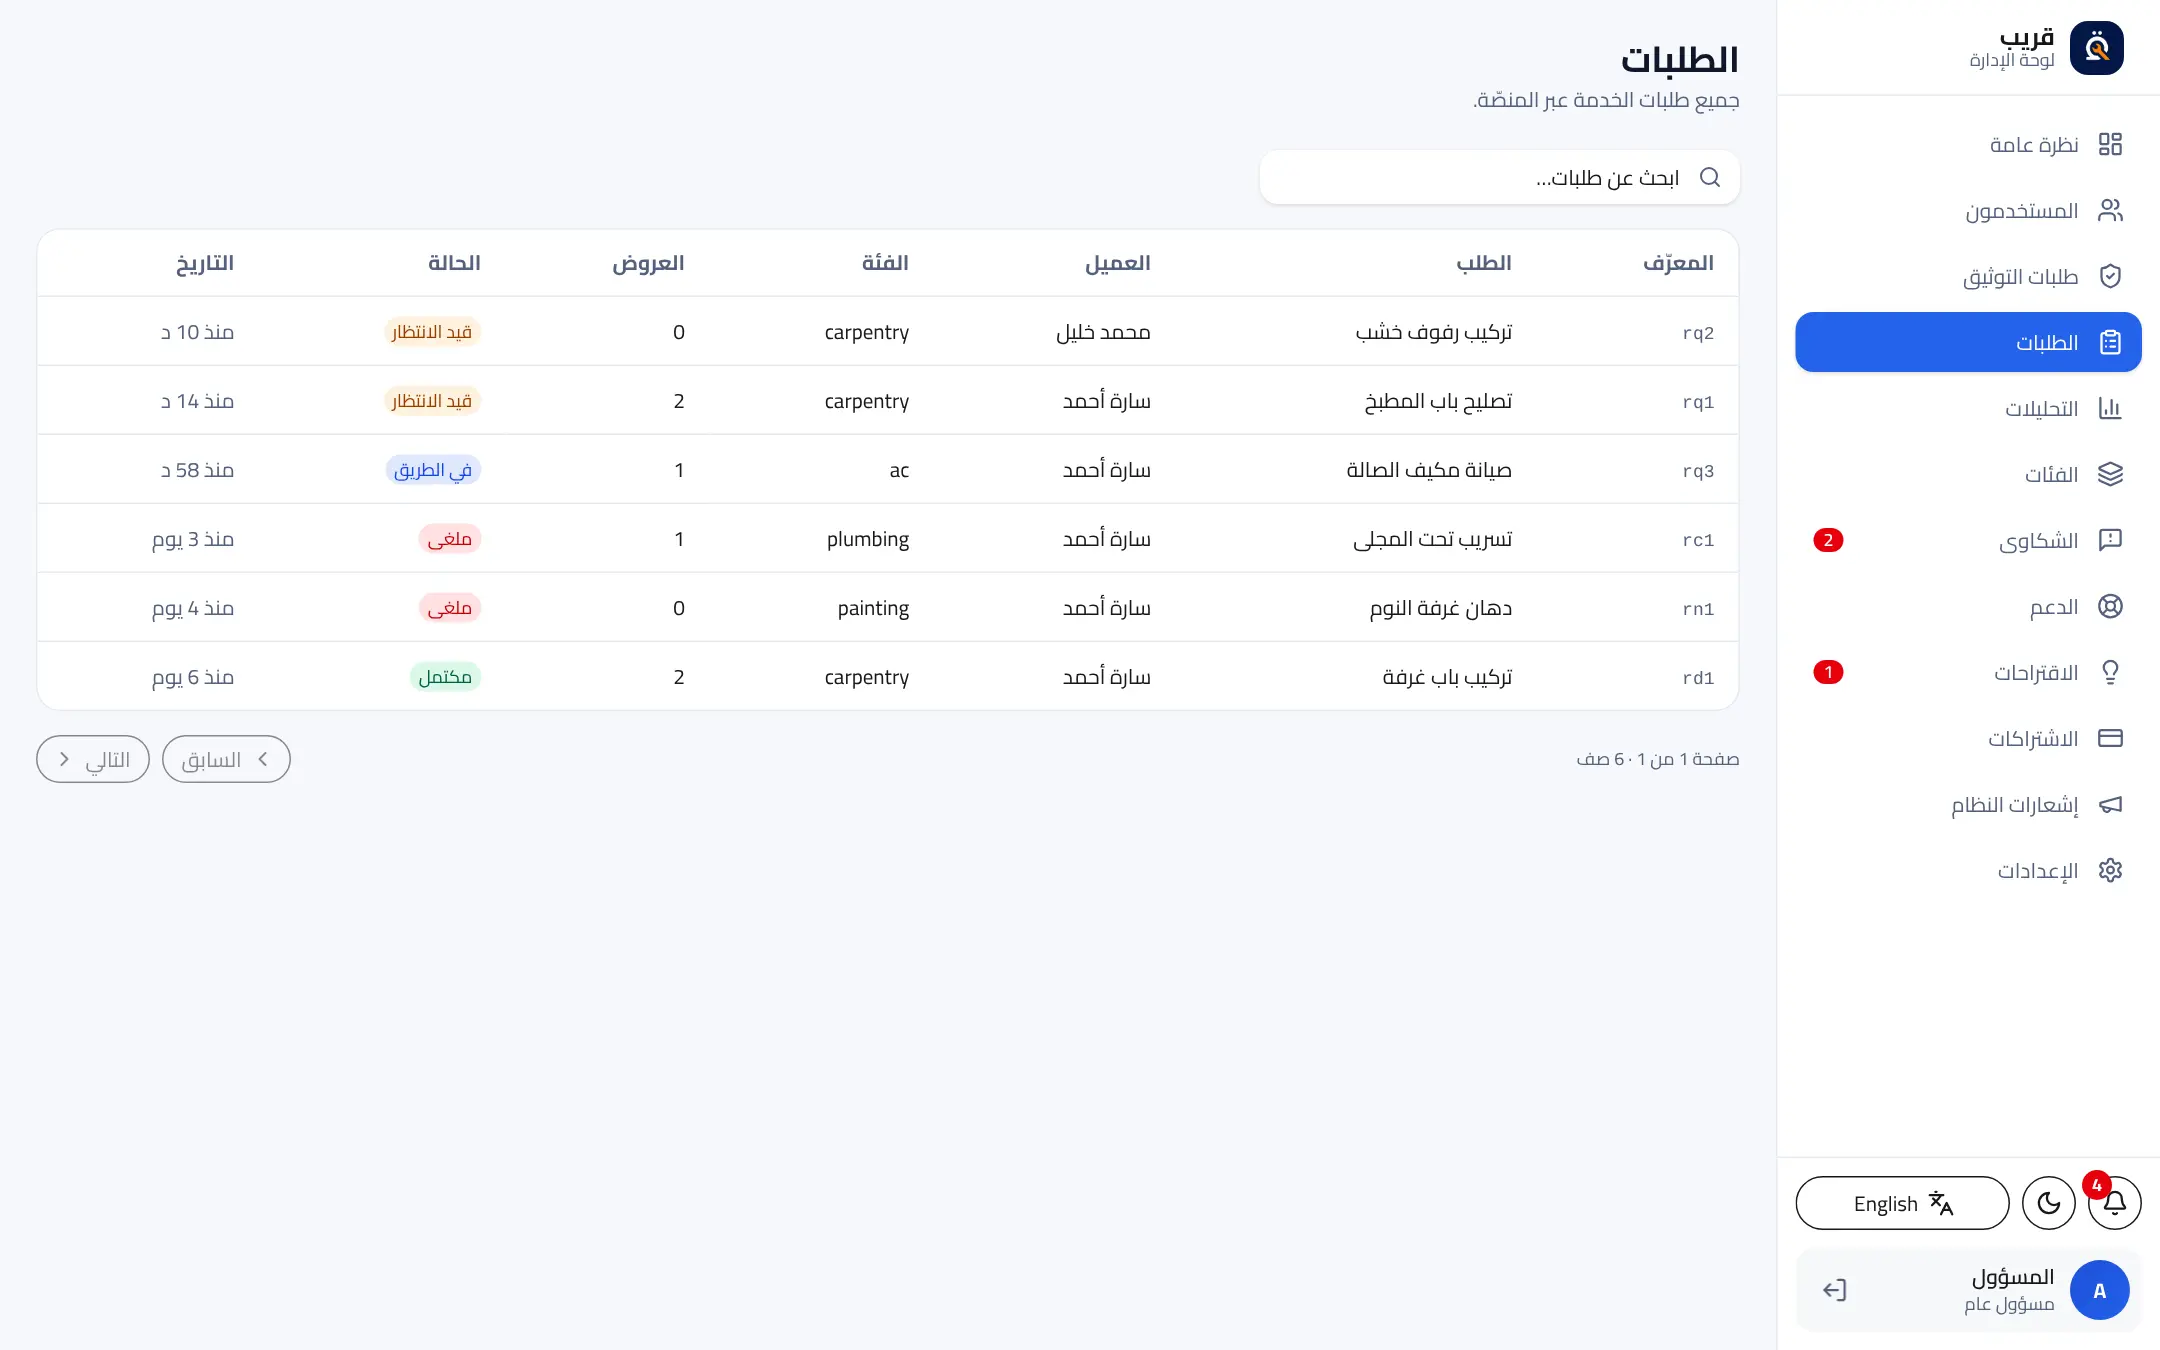 قريب
لوحة الإدارة
نظرة عامة
المستخدمون
طلبات التوثيق
الطلبات
التحليلات
الفئات
الشكاوى 2
الدعم
الاقتراحات 1
الاشتراكات
إشعارات النظام
الإعدادات
4
English
A
المسؤول
مسؤول عام
الطلبات
جميع طلبات الخدمة عبر المنصّة.
ابحث عن طلبات...
المعرّف الطلب العميل الفئة العروض الحالة التاريخ
rq2 تركيب رفوف خشب محمد خليل carpentry 0 قيد الانتظار منذ 10 د
rq1 تصليح باب المطبخ سارة أحمد carpentry 2 قيد الانتظار منذ 14 د
rq3 صيانة مكيف الصالة سارة أحمد ac 1 في الطريق منذ 58 د
rc1 تسريب تحت المجلى سارة أحمد plumbing 1 ملغى منذ 3 يوم
rn1 دهان غرفة النوم سارة أحمد painting 0 ملغى منذ 4 يوم
rd1 تركيب باب غرفة سارة أحمد carpentry 2 مكتمل منذ 6 يوم
صفحة 1 من 1 · 6 صف
السابق التالي